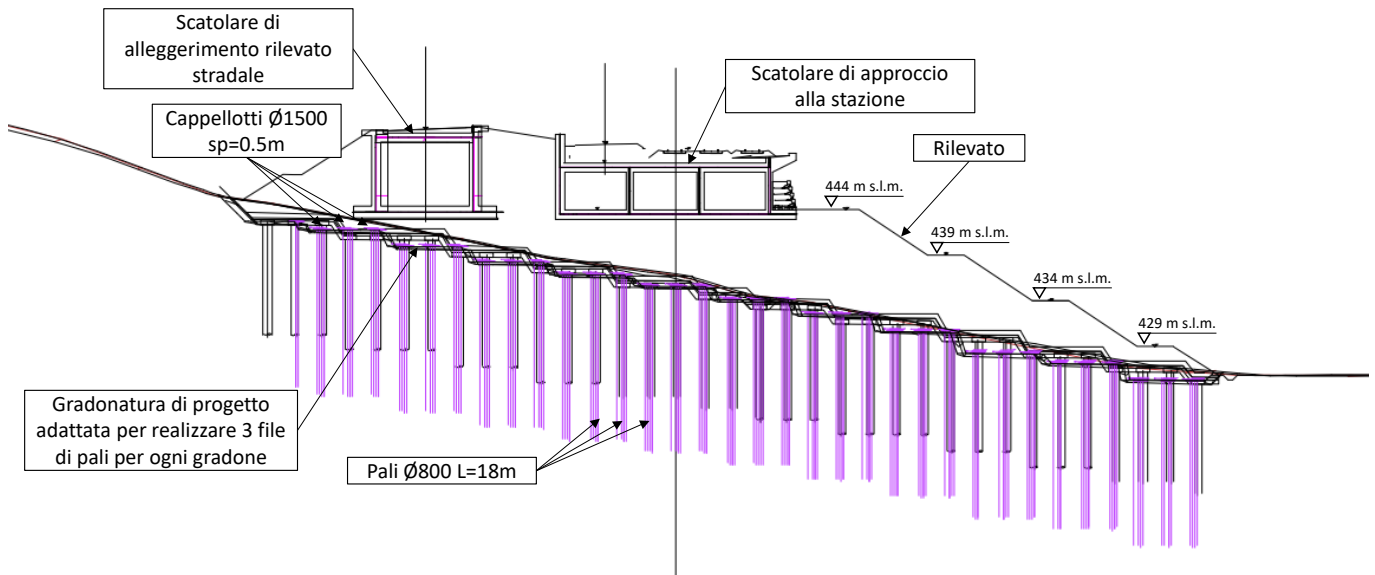 Scatolare di
alleggerimento rilevato
stradale
Cappellotti Ø1500
sp=0.5m
Scatolare di approccio
alla stazione
Rilevato
444 m s.l.m.
439 m s.l.m.
434 m s.l.m.
429 m s.l.m.
Gradonatura di progetto
adattata per realizzare 3 file
di pali per ogni gradone
Pali Ø800 L=18m